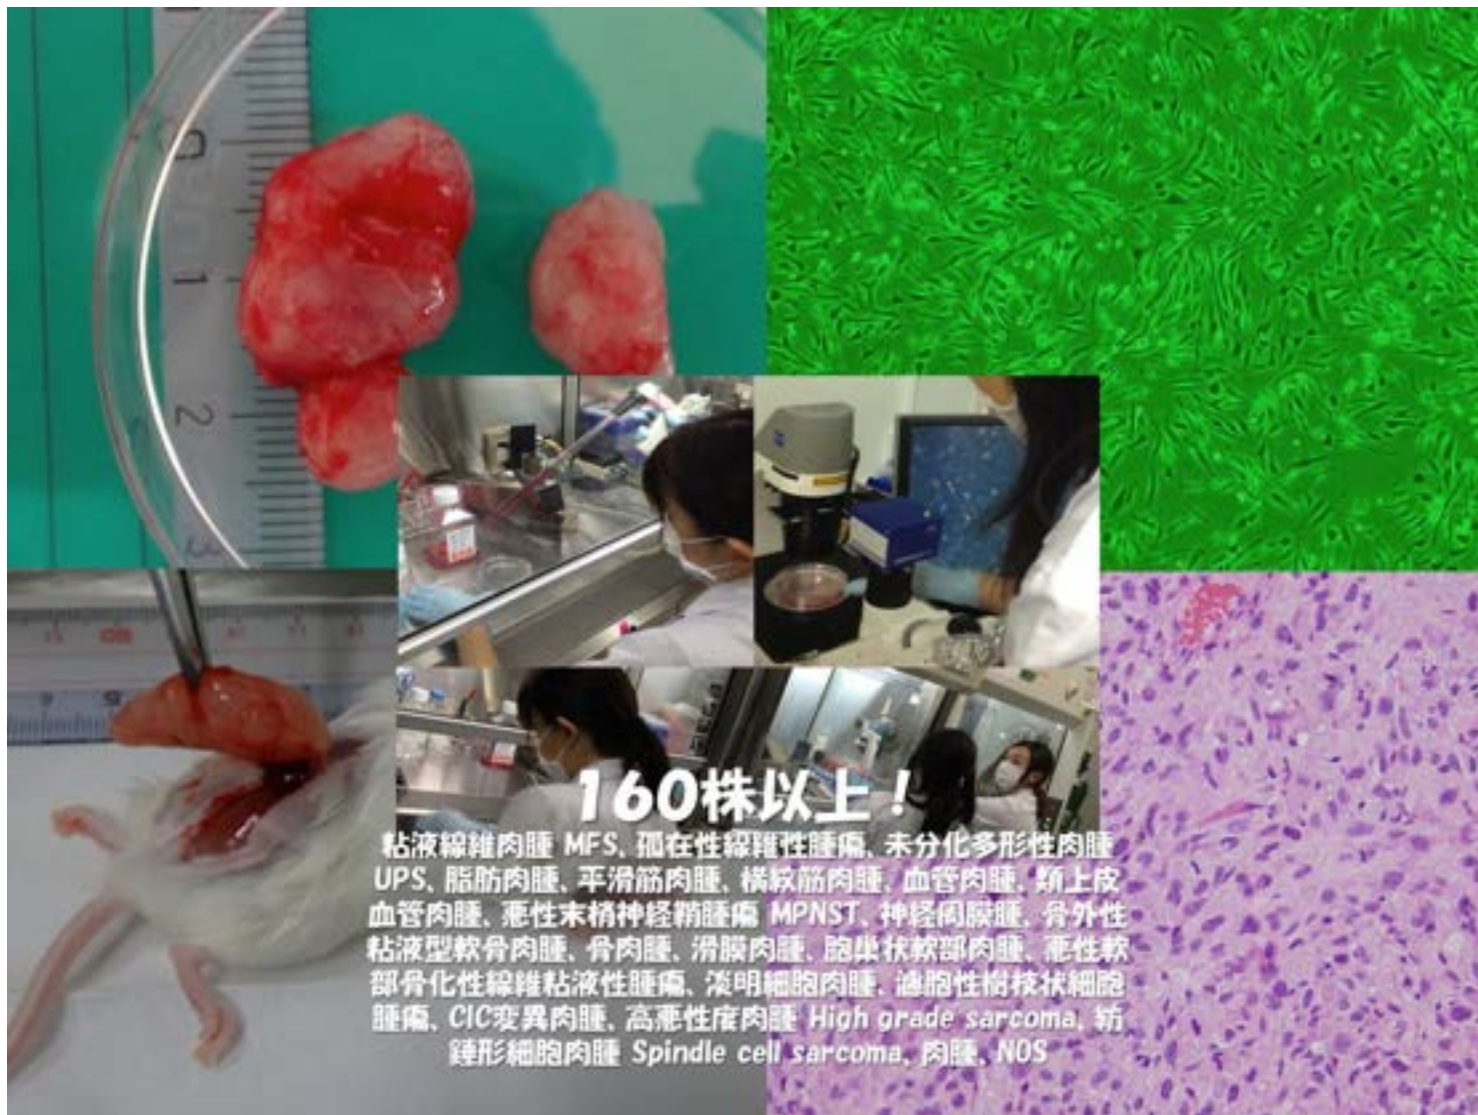 0
1
2
3
160株以上！
粘液線維肉腫 MFS、孤在性線維性腫瘍、未分化多形性肉腫
UPS、脂肪肉腫、平滑筋肉腫、横紋筋肉腫、血管肉腫、類上皮
血管肉腫、悪性末梢神経鞘腫瘍 MPNST、神経周膜腫、骨外性
粘液型軟骨肉腫、骨肉腫、滑膜肉腫、胞巣状軟部肉腫、悪性軟
部骨化性線維粘液性腫瘍、淡明細胞肉腫、濾胞性樹枝状細胞
腫瘍、CIC変異肉腫、高悪性度肉腫 High grade sarcoma、紡
錘形細胞肉腫 Spindle cell sarcoma、肉腫、NOS